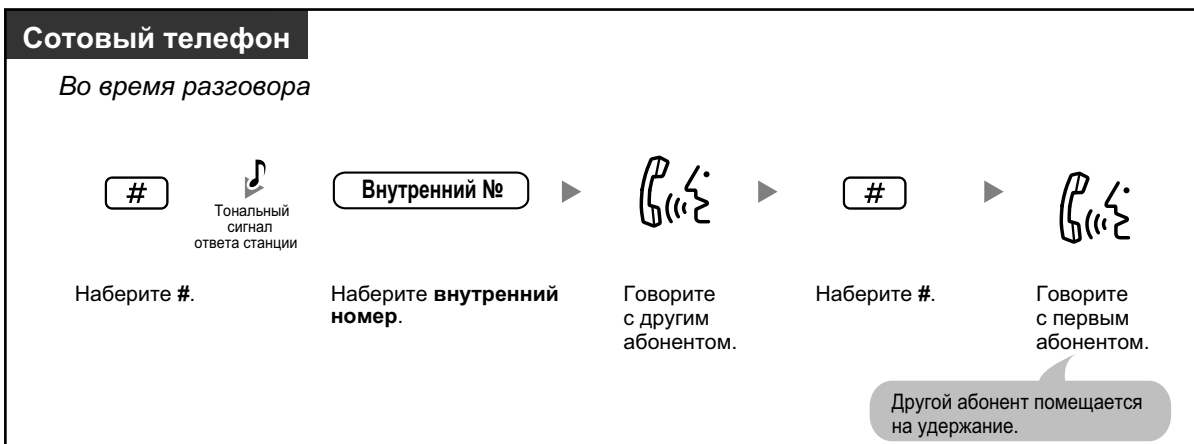 Сотовый телефон
Во время разговора
#
Тональный
сигнал
ответа станции
Внутренний №
#
Наберите #.
Наберите внутренний
номер.
Говорите
с другим
абонентом.
Наберите #.
Говорите
с первым
абонентом.
Другой абонент помещается
на удержание.